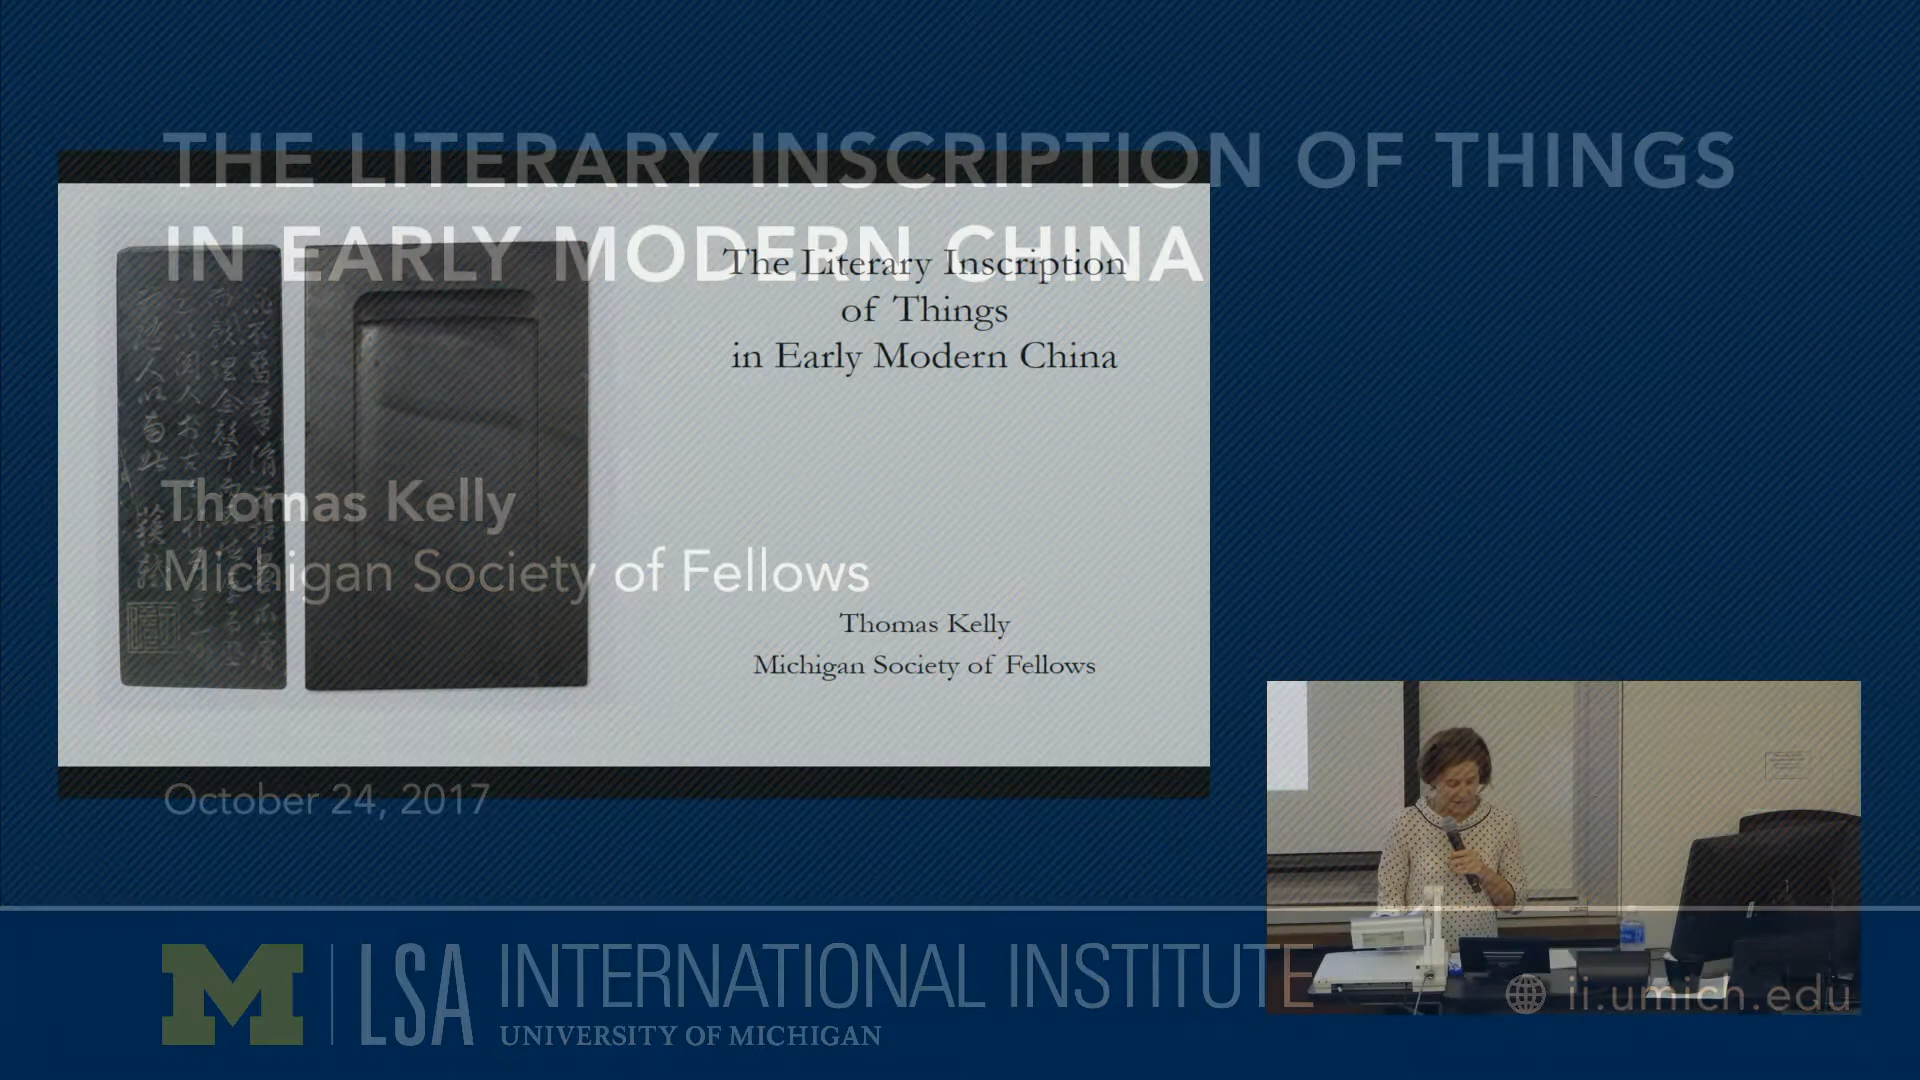 THE LITERARY INSCRIPTION OF THINGS
IN EARLY MODERN CHINA
Thomas Kelly
Michigan Society of Fellows
October 24, 2017
The Literary Inscription
of Things
in Early Modern China
Thomas Kelly
Michigan Society of Fellows
M LSA INTERNATIONAL INSTITUTE
UNIVERSITY OF MICHIGAN
ii.umich.edu